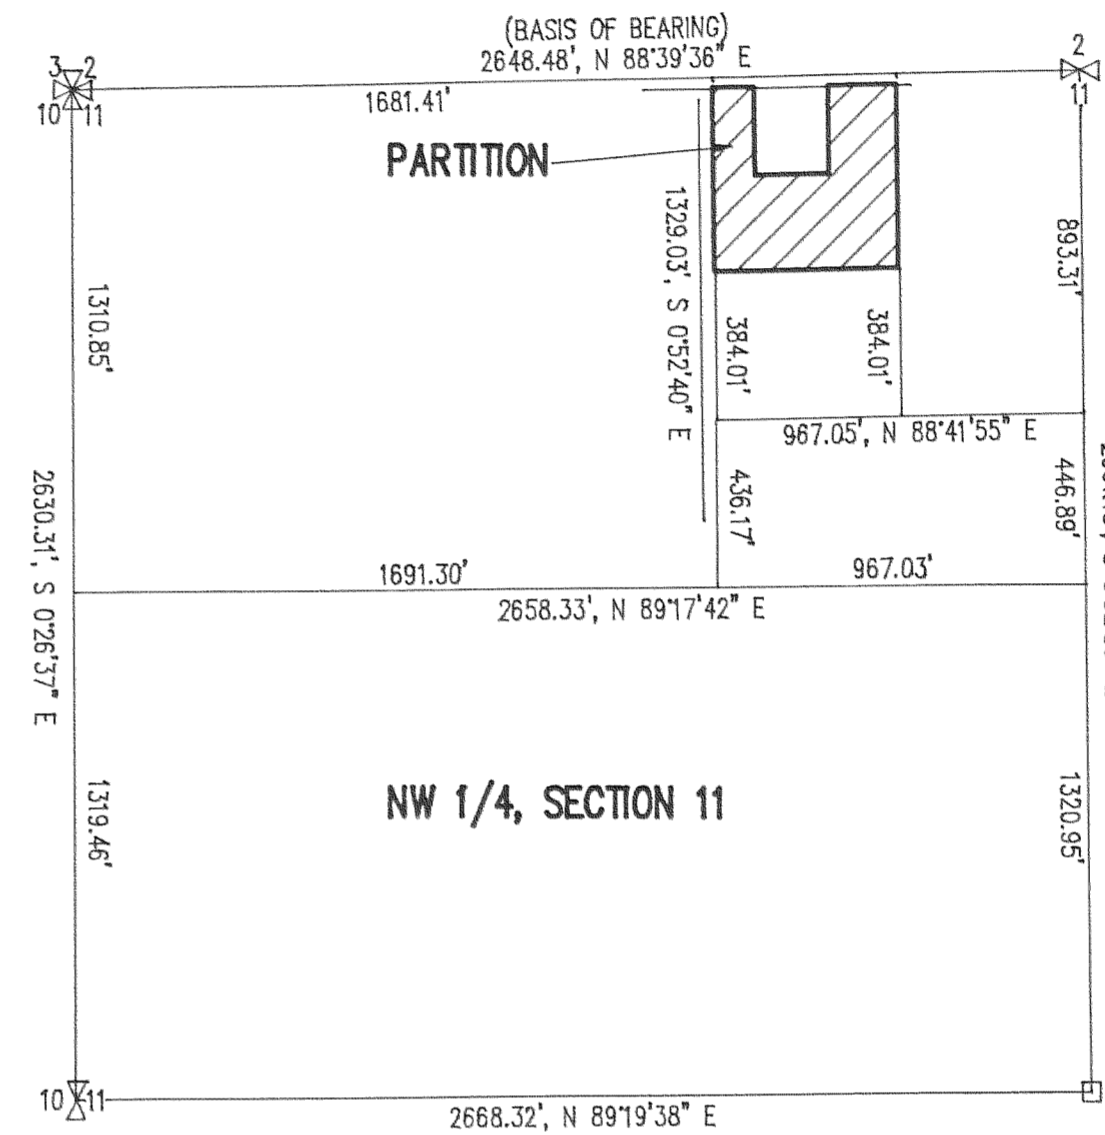 (BASIS OF BEARING)
2648.48', N 88°39'36" E
3 2
10 11
2
11
1681.41'
PARTITION
1329.03', S 0°52'40" E
893.31'
1310.85'
384.01'
384.01'
967.05', N 88°41'55" E
436.17'
446.89'
2630.31', S 0°26'37" E
1691.30'
967.03'
2658.33', N 89°17'42" E
NW 1/4, SECTION 11
1319.46'
1320.95'
10 11
2668.32', N 89°19'38" E